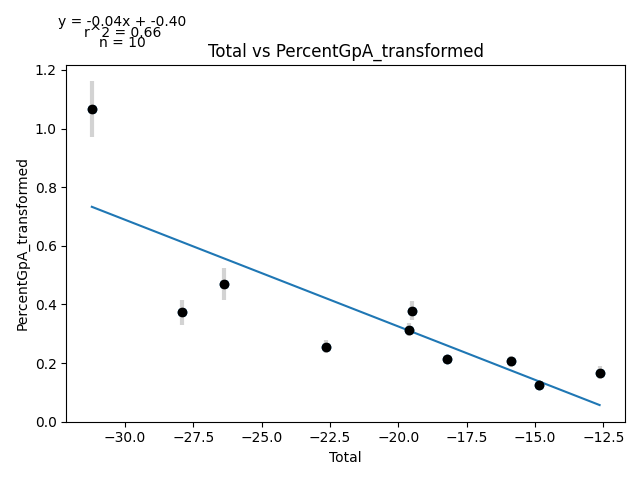 y = -0.04x + -0.40
r^2 = 0.66
n = 10
Total vs PercentGpA_transformed
1.2
1.0
0.8
0.6
0.4
0.2
0.0
PercentGpA_transformed
−30.0 −27.5 −25.0 −22.5 −20.0 −17.5 −15.0 −12.5
Total